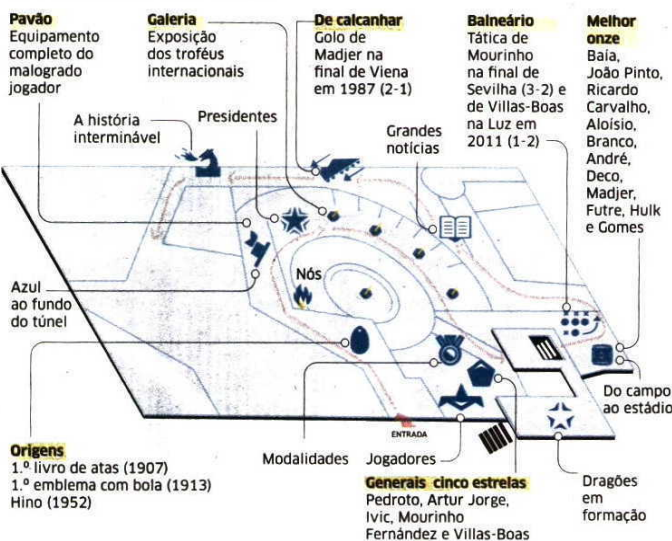 Pavão
Equipamento
completo do
malogrado
jogador
Galeria
Exposição
dos troféus
internacionais
De calcanhar
Golo de
Madjer na
final de Viena
em 1987 (2-1)
Balneário
Tática de
Mourinho
na final de
Sevilha (3-2) e
de Villas-Boas
na Luz em
2011 (1-2)
Melhor
onze
Baía,
João Pinto,
Ricardo
Carvalho,
Aloísio,
Branco,
André,
Deco,
Madjer,
Futre, Hulk
e Gomes
A história
interminável
Presidentes
Grandes
notícias
Azul
ao fundo
do túnel
Nós
Do campo
ao estádio
ENTRADA
Origens
1.º livro de atas (1907)
1.º emblema com bola (1913)
Hino (1952)
Modalidades
Jogadores
Generais cinco estrelas
Pedroto, Artur Jorge,
Ivic, Mourinho
Fernández e Villas-Boas
Dragões
em
formação